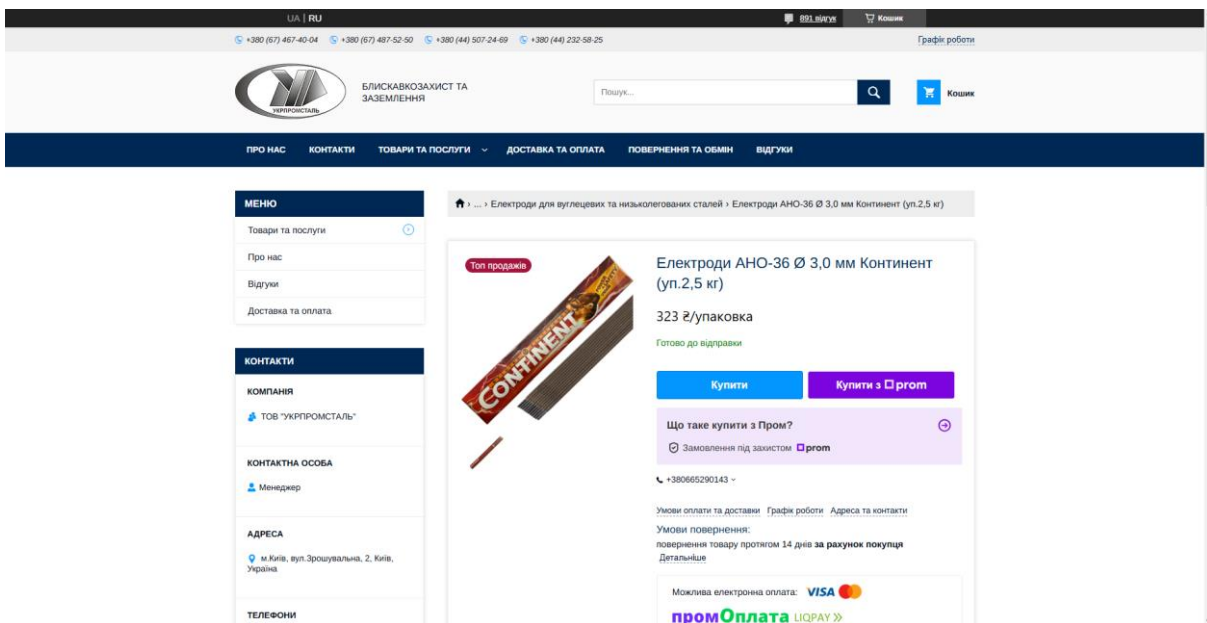 UA | RU
891 відгук
Кошик
+380 (67) 467-40-04 +380 (67) 487-52-50 +380 (44) 507-24-69 +380 (44) 232-58-25
Графік роботи
УКРПРОМСТАЛЬ
БЛИСКАВКОЗАХИСТ ТА
ЗАЗЕМЛЕННЯ
Пошук...
Кошик
ПРО НАС КОНТАКТИ ТОВАРИ ТА ПОСЛУГИ ДОСТАВКА ТА ОПЛАТА ПОВЕРНЕННЯ ТА ОБМІН ВІДГУКИ
МЕНЮ
Товари та послуги
Про нас
Відгуки
Доставка та оплата
КОНТАКТИ
КОМПАНІЯ
ТОВ "УКРПРОМСТАЛЬ"
КОНТАКТНА ОСОБА
Менеджер
АДРЕСА
м.Київ, вул.Зрошувальна, 2, Київ,
Україна
ТЕЛЕФОНИ
› ... › Електроди для вуглецевих та низьколегованих сталей › Електроди АНО-36 Ø 3,0 мм Континент (уп.2,5 кг)
Топ продажів
CONTINENT
Електроди АНО-36 Ø 3,0 мм Континент
(уп.2,5 кг)
323 ₴/упаковка
Готово до відправки
Купити
Купити з prom
Що таке купити з Пром?
Замовлення під захистом prom
+380665290143
Умови оплати та доставки Графік роботи Адреса та контакти
Умови повернення:
повернення товару протягом 14 днів за рахунок покупця
Детальніше
Можлива електронна оплата: VISA
промОплата LIQPAY